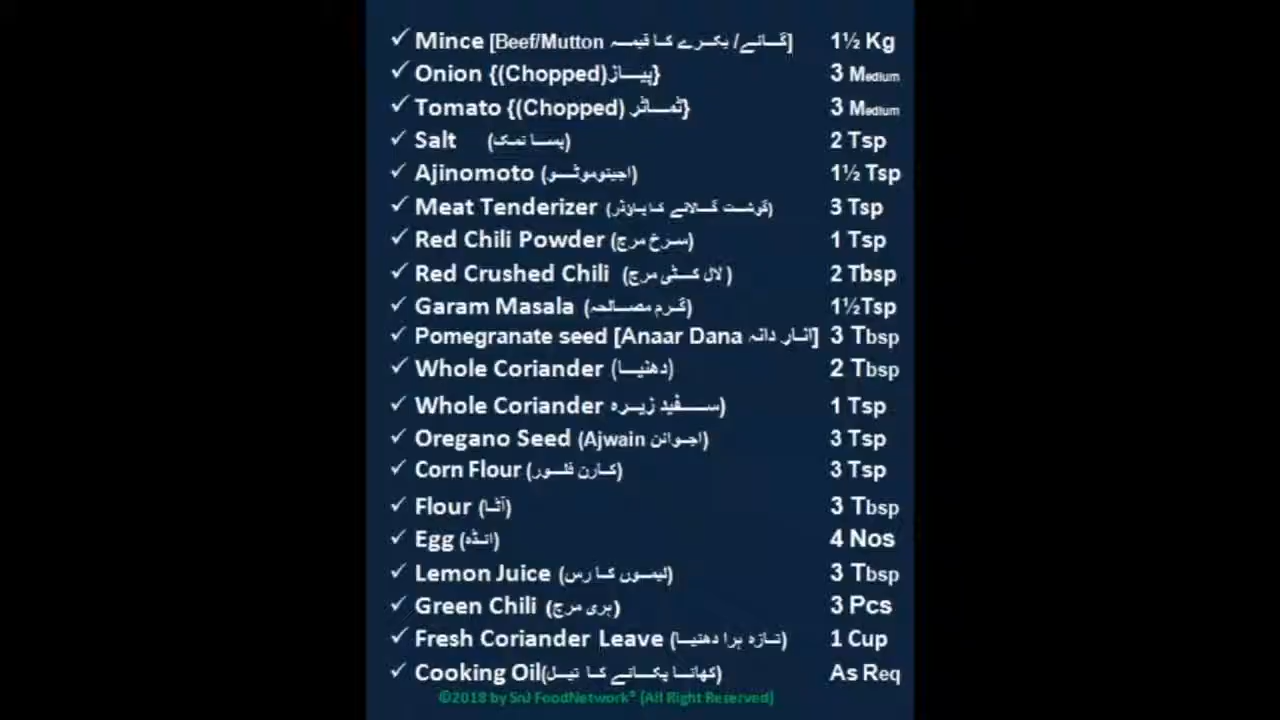 ✓ Mince [Beef/Mutton گائے/ بکرے کا قیمہ] 1½ Kg
✓ Onion {(Chopped)پیاز} 3 Medium
✓ Tomato {(Chopped) ٹماٹر} 3 Medium
✓ Salt (پسا نمک) 2 Tsp
✓ Ajinomoto (اجینوموٹو) 1½ Tsp
✓ Meat Tenderizer (گوشت گلانے کا پاؤڈر) 3 Tsp
✓ Red Chili Powder (سرخ مرچ) 1 Tsp
✓ Red Crushed Chili (لال کٹی مرچ) 2 Tbsp
✓ Garam Masala (گرم مصالحہ) 1½Tsp
✓ Pomegranate seed [Anaar Dana انار دانہ] 3 Tbsp
✓ Whole Coriander (دھنیا) 2 Tbsp
✓ Whole Coriander سفید زیرہ) 1 Tsp
✓ Oregano Seed (Ajwain اجوائن) 3 Tsp
✓ Corn Flour (کارن فلور) 3 Tsp
✓ Flour (آٹا) 3 Tbsp
✓ Egg (انڈہ) 4 Nos
✓ Lemon Juice (لیموں کا رس) 3 Tbsp
✓ Green Chili (ہری مرچ) 3 Pcs
✓ Fresh Coriander Leave (تازہ ہرا دھنیا) 1 Cup
✓ Cooking Oil(کھانا پکانے کا تیل) As Req
©2018 by SnJ FoodNetwork® (All Right Reserved)